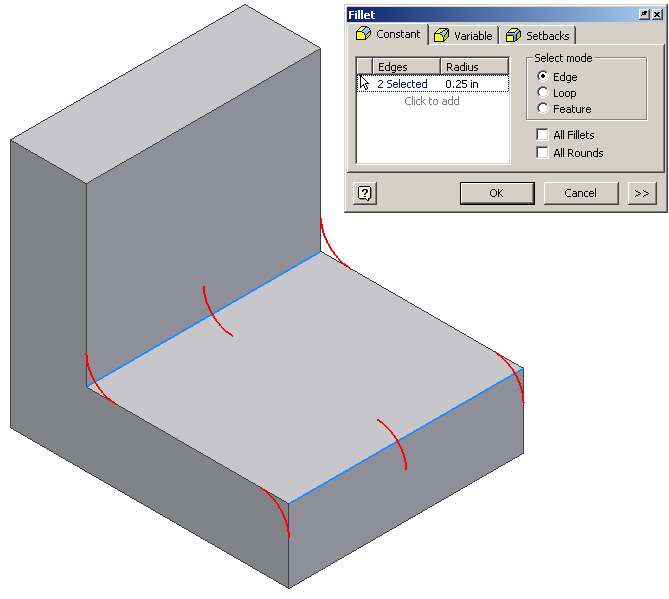 Fillet
Constant
Variable
Setbacks
Edges Radius
2 Selected 0.25 in
Click to add
Select mode
Edge
Loop
Feature
All Fillets
All Rounds
?
OK
Cancel
>>